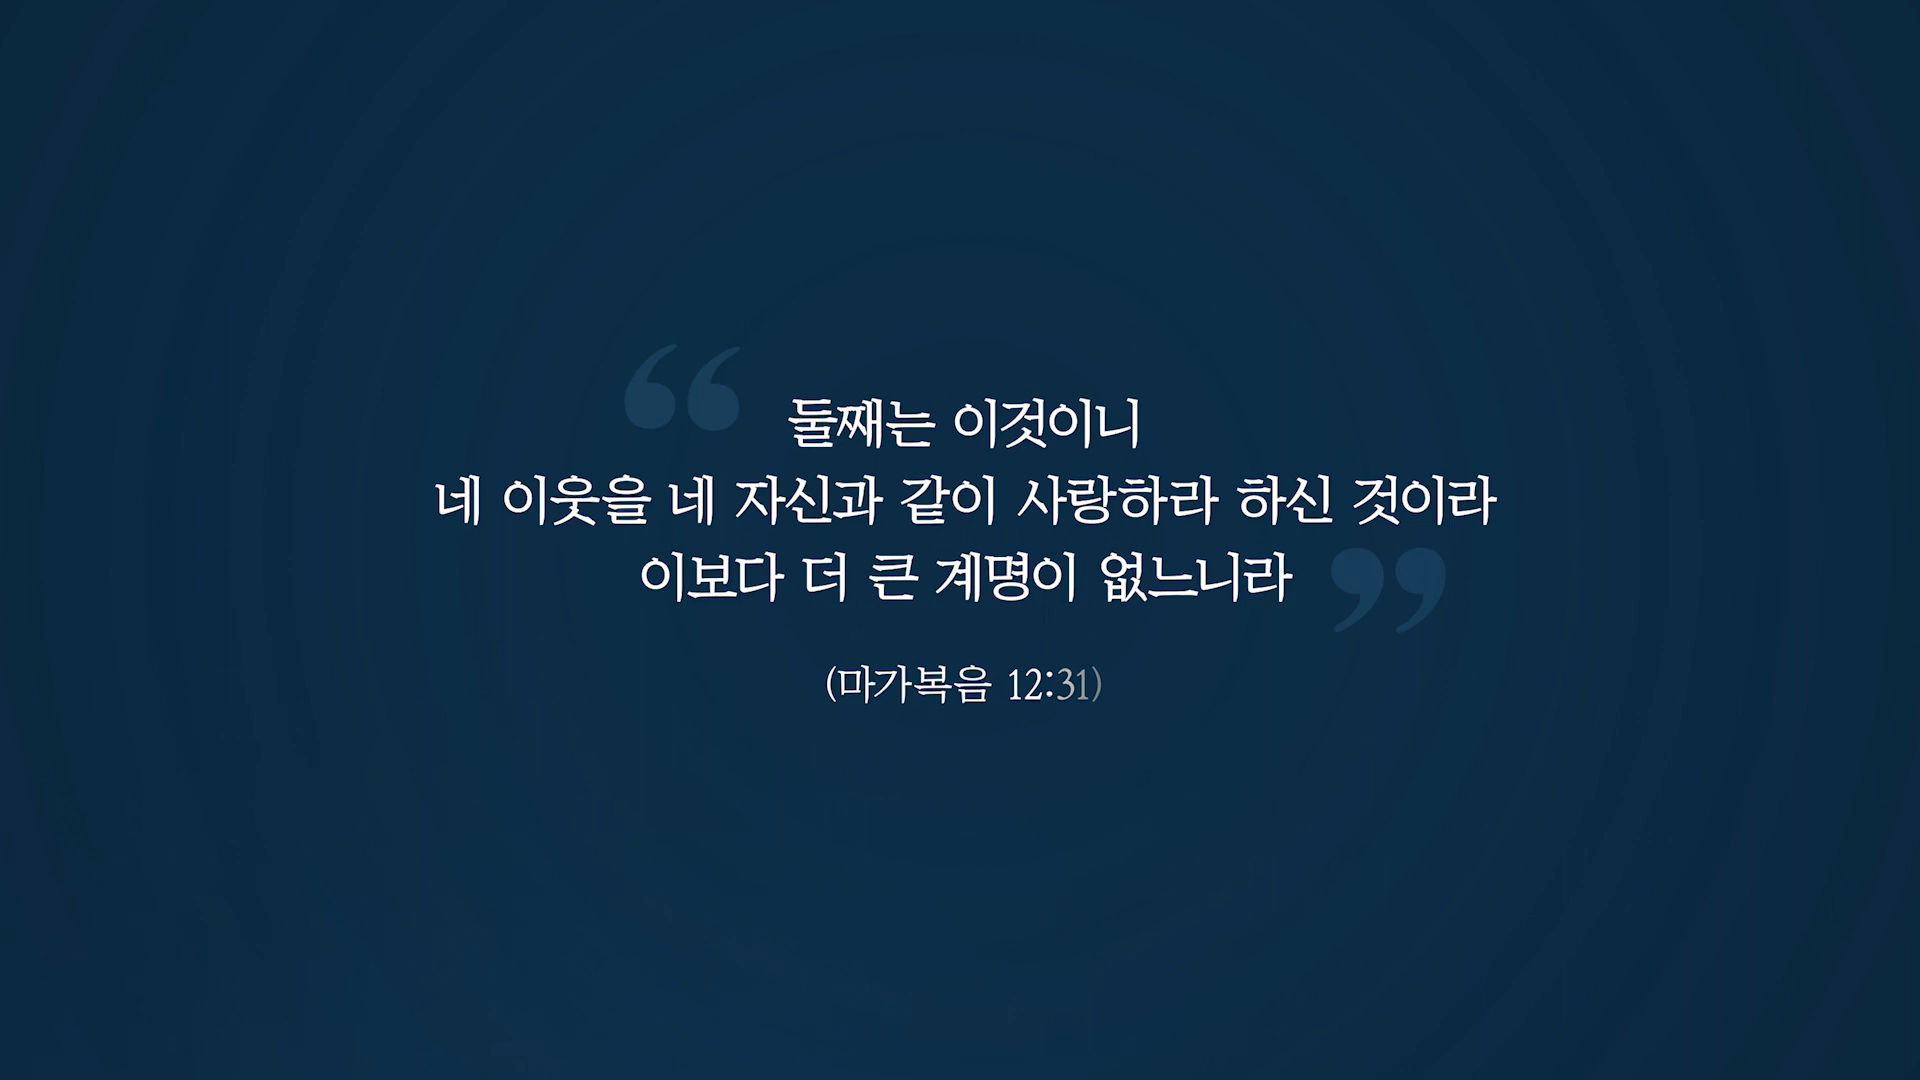 “둘째는 이것이니
네 이웃을 네 자신과 같이 사랑하라 하신 것이라
이보다 더 큰 계명이 없느니라”
(마가복음 12:31)